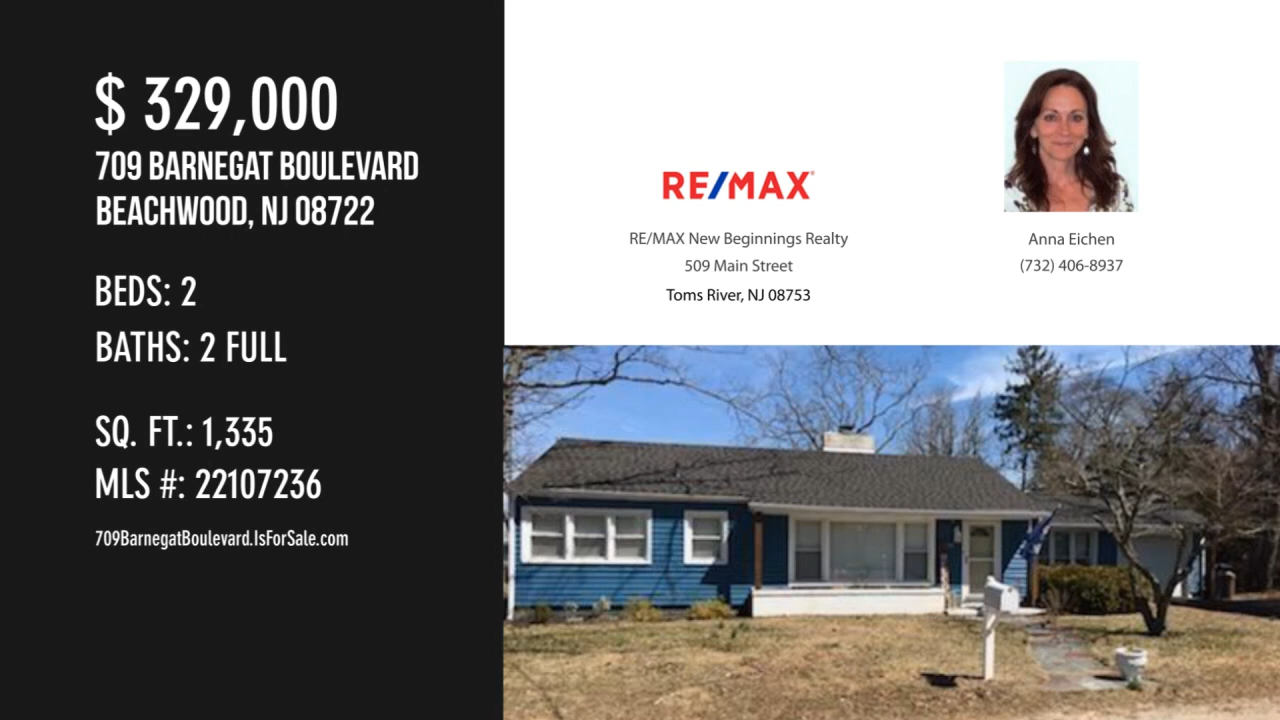 $ 329,000
709 BARNEGAT BOULEVARD
BEACHWOOD, NJ 08722
BEDS: 2
BATHS: 2 FULL
SQ. FT.: 1,335
MLS #: 22107236
709BarnegatBoulevard.IsForSale.com
RE/MAX®
RE/MAX New Beginnings Realty
509 Main Street
Toms River, NJ 08753
Anna Eichen
(732) 406-8937